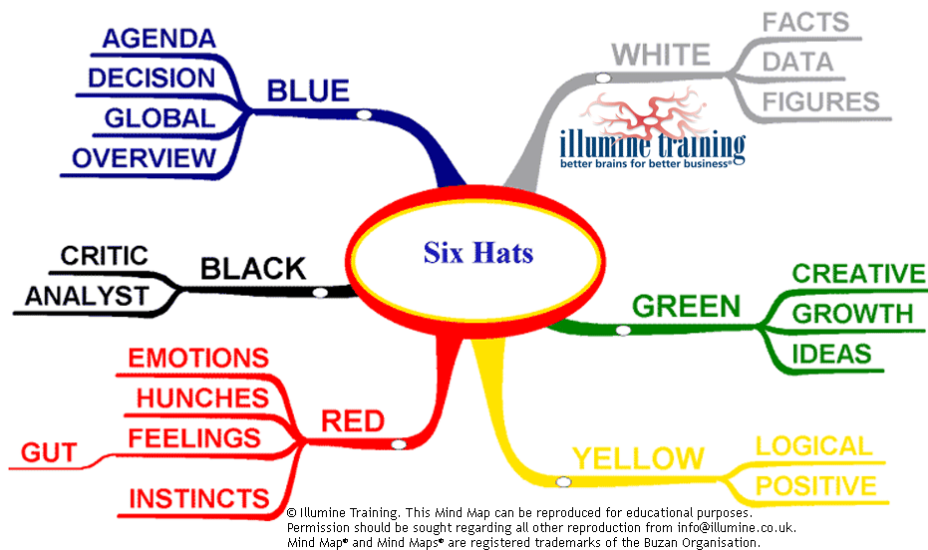 Six Hats
WHITE
FACTS
DATA
FIGURES
illumine training
better brains for better business®
GREEN
CREATIVE
GROWTH
IDEAS
YELLOW
LOGICAL
POSITIVE
RED
EMOTIONS
HUNCHES
FEELINGS
GUT
INSTINCTS
BLACK
CRITIC
ANALYST
BLUE
AGENDA
DECISION
GLOBAL
OVERVIEW
© Illumine Training. This Mind Map can be reproduced for educational purposes.
Permission should be sought regarding all other reproduction from info@illumine.co.uk.
Mind Map® and Mind Maps® are registered trademarks of the Buzan Organisation.